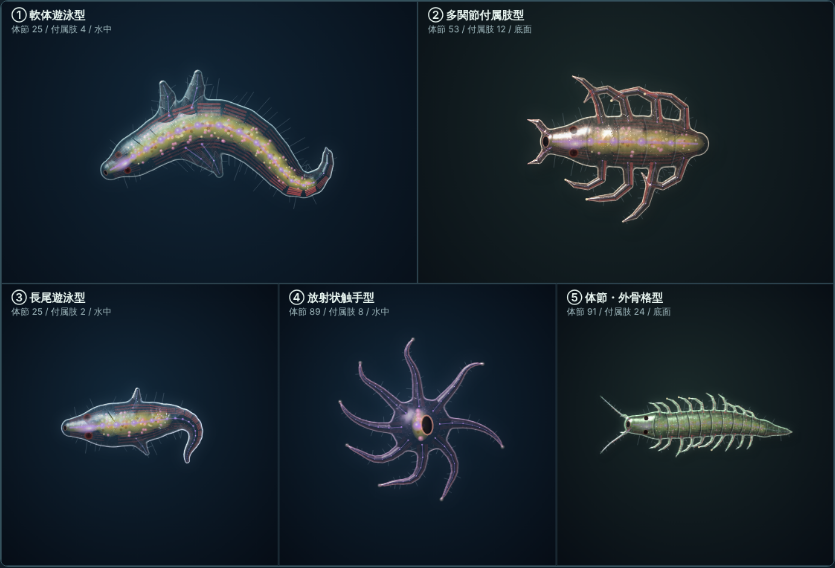 ① 軟体遊泳型
体節 25 / 付属肢 4 / 水中
② 多関節付属肢型
体節 53 / 付属肢 12 / 底面
③ 長尾遊泳型
体節 25 / 付属肢 2 / 水中
④ 放射状触手型
体節 89 / 付属肢 8 / 水中
⑤ 体節・外骨格型
体節 91 / 付属肢 24 / 底面